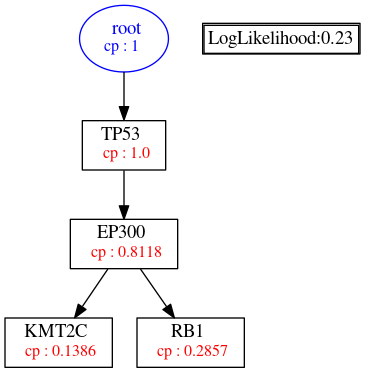 root
cp : 1
LogLikelihood:0.23
TP53
cp : 1.0
EP300
cp : 0.8118
KMT2C
cp : 0.1386
RB1
cp : 0.2857